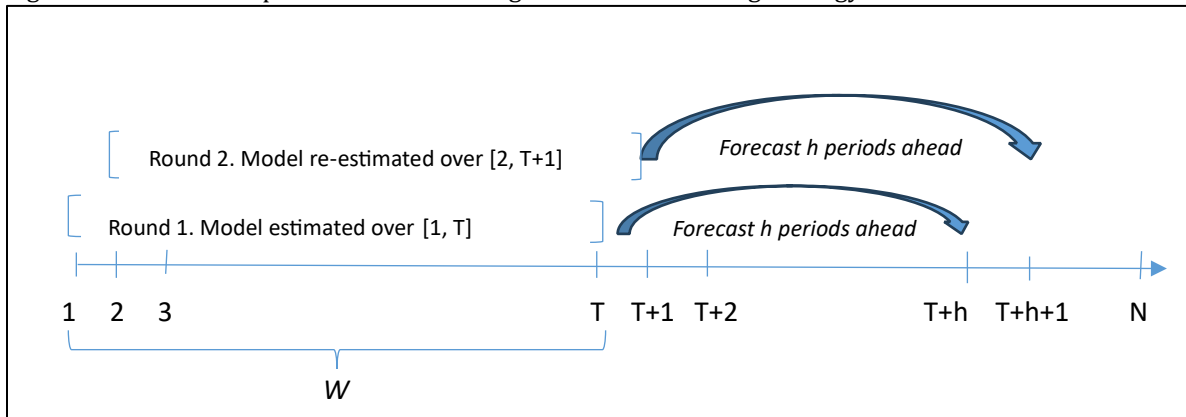 Round 2. Model re-estimated over [2, T+1]
Forecast h periods ahead
Round 1. Model estimated over [1, T]
Forecast h periods ahead
1 2 3 T T+1 T+2 T+h T+h+1 N
W